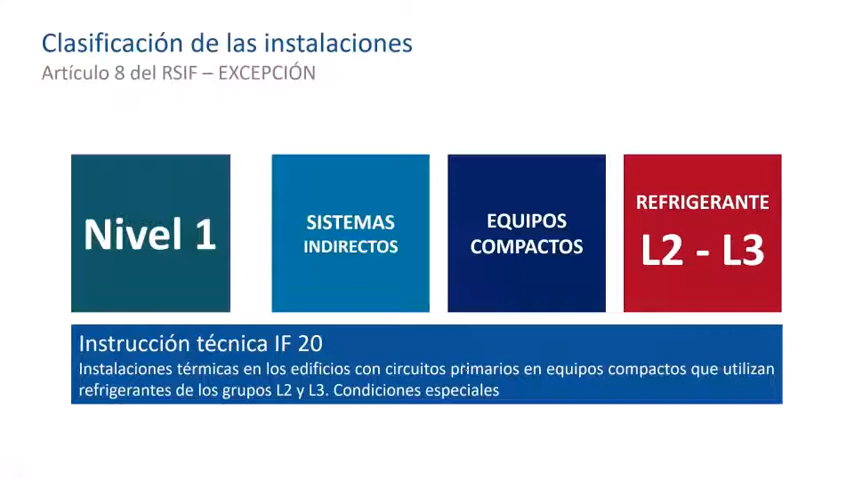 Clasificación de las instalaciones
Artículo 8 del RSIF – EXCEPCIÓN
Nivel 1
SISTEMAS
INDIRECTOS
EQUIPOS
COMPACTOS
REFRIGERANTE
L2 - L3
Instrucción técnica IF 20
Instalaciones térmicas en los edificios con circuitos primarios en equipos compactos que utilizan
refrigerantes de los grupos L2 y L3. Condiciones especiales